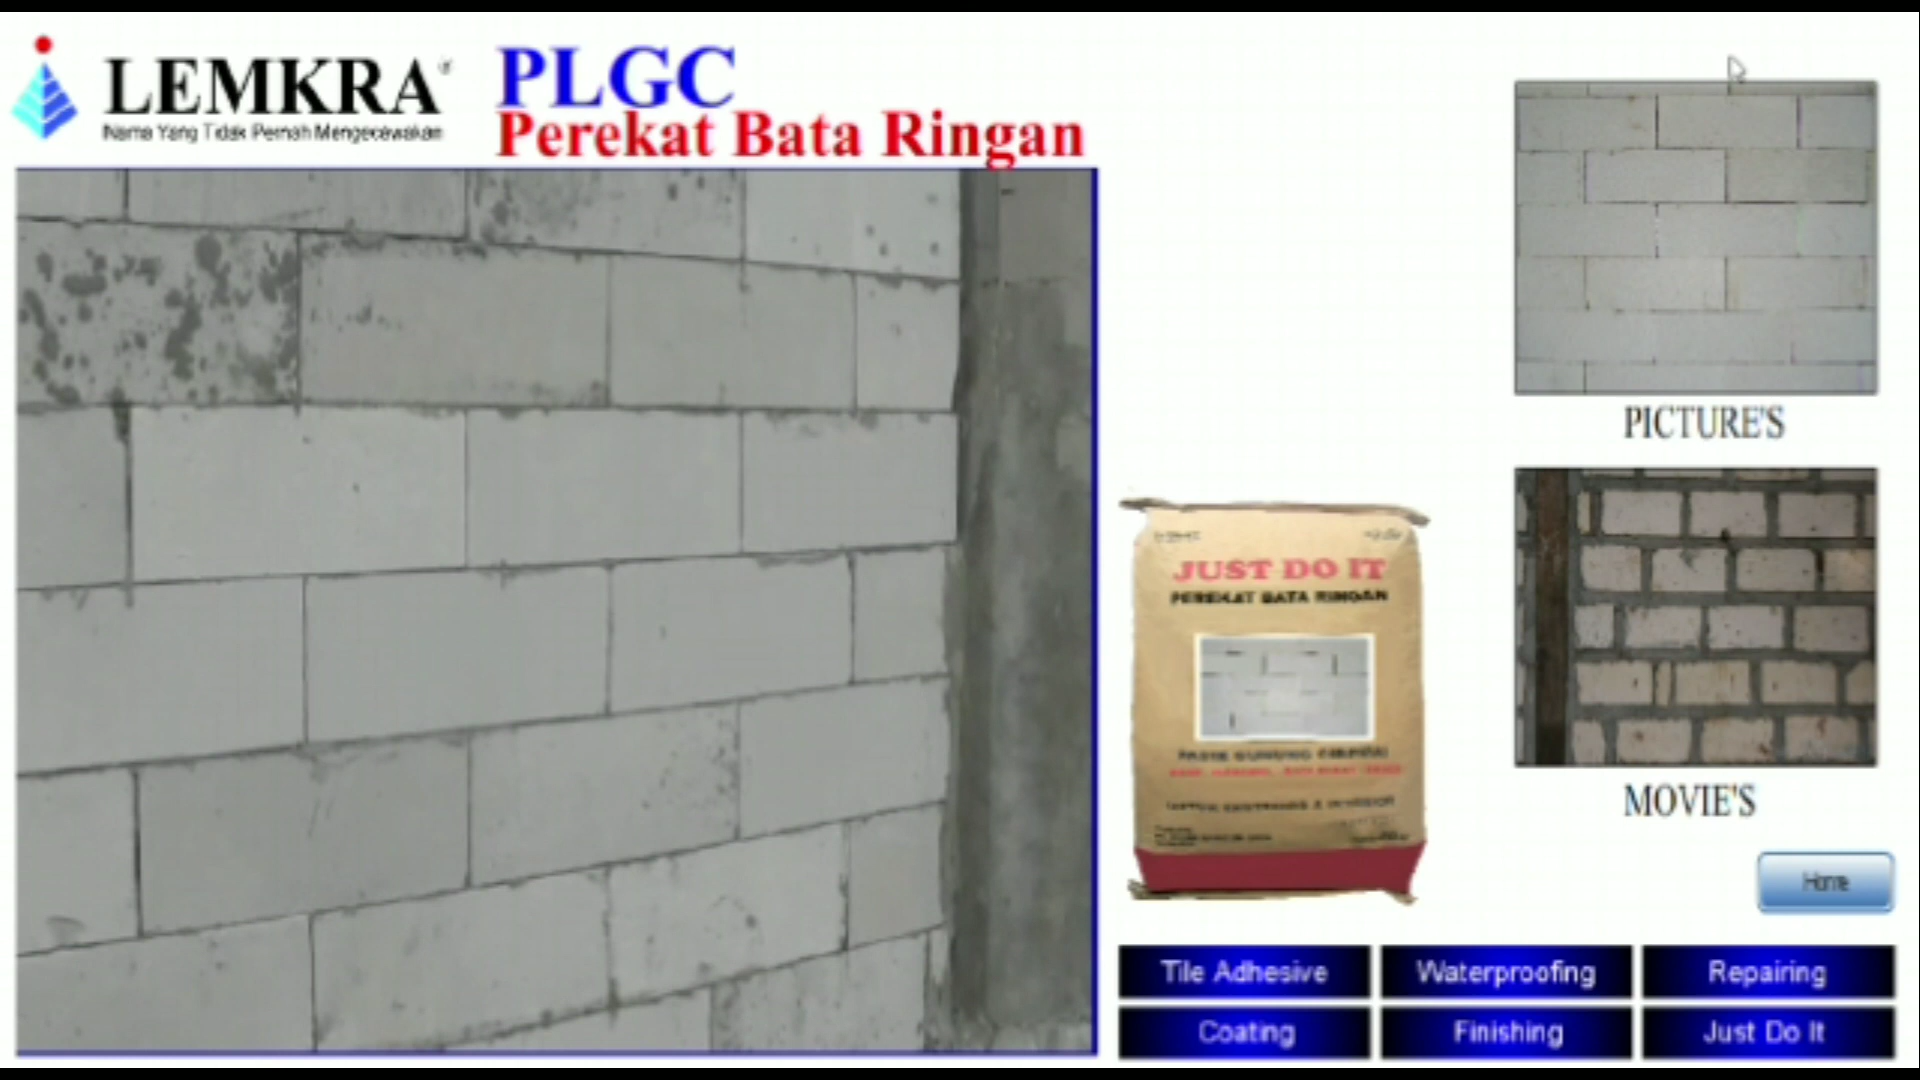 LEMKRA
Nama Yang Tidak Pernah Mengecewakan
PLGC
Perekat Bata Ringan
PICTURE'S
JUST DO IT
PEREKAT BATA RINGAN
MOVIE'S
Home
Tile Adhesive
Waterproofing
Repairing
Coating
Finishing
Just Do It